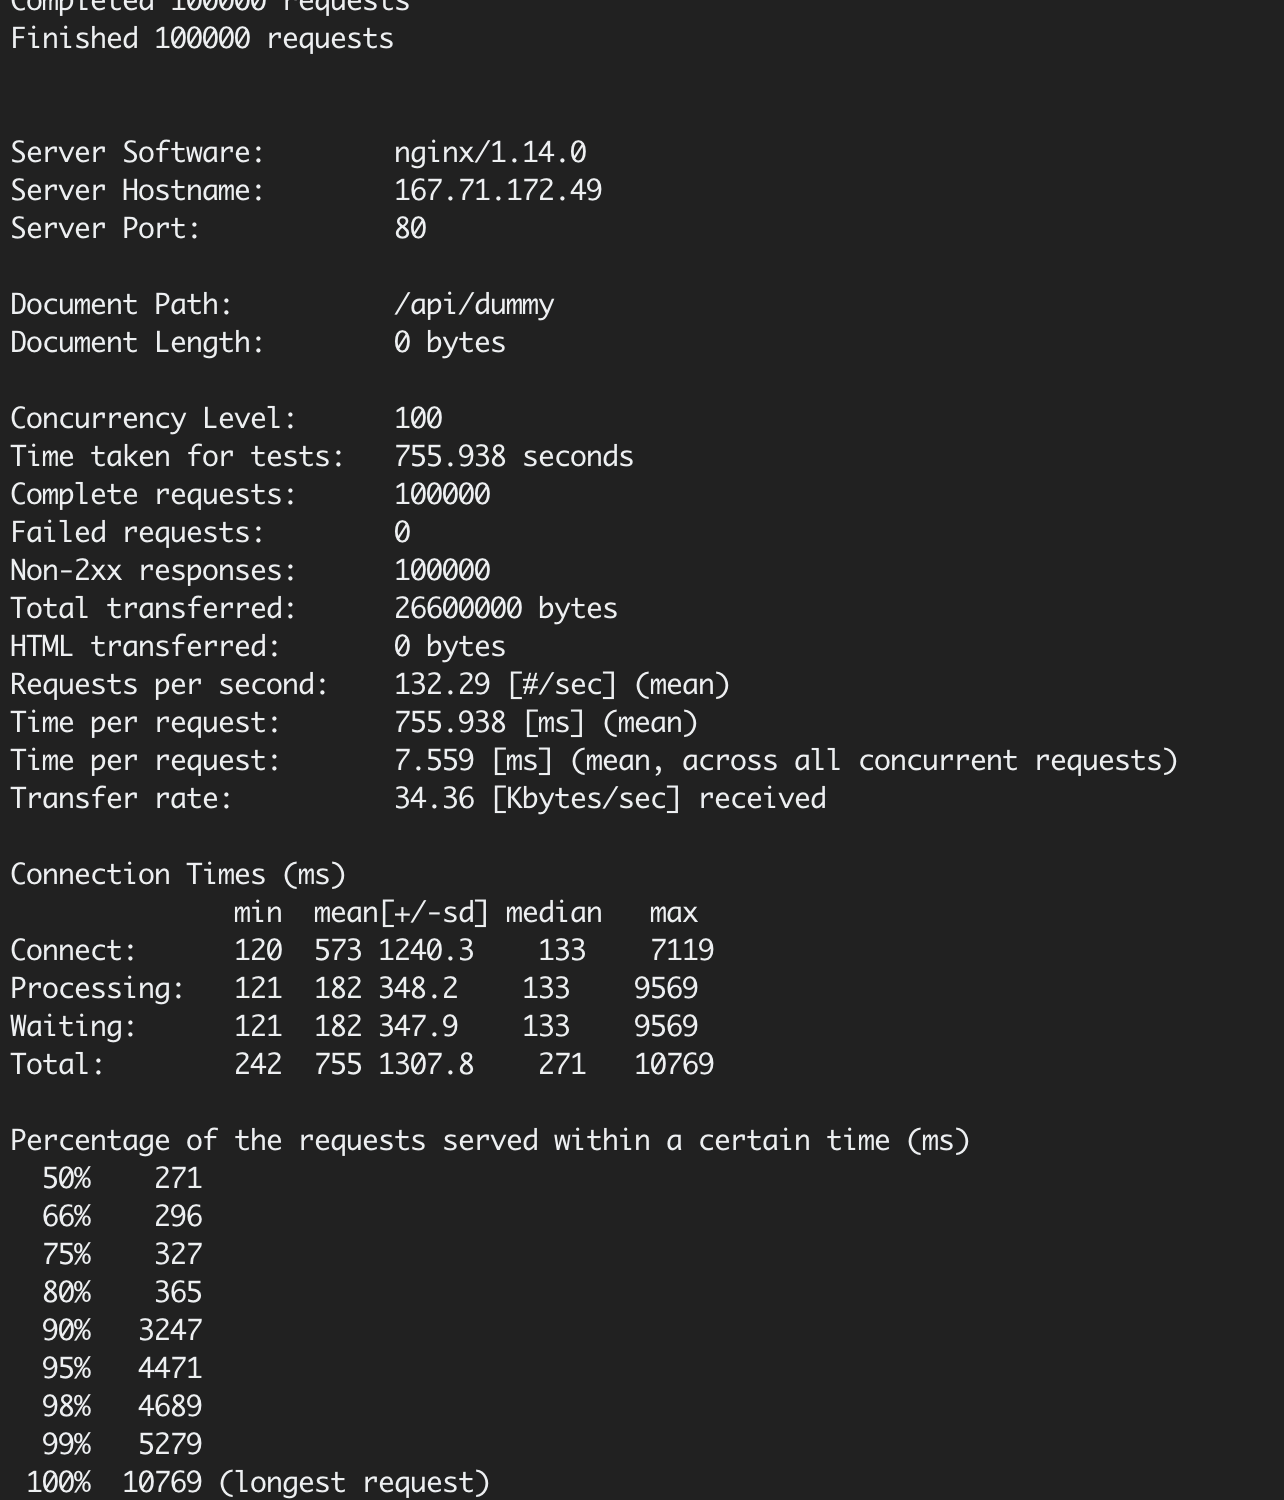 Completed 100000 requests
Finished 100000 requests
Server Software: nginx/1.14.0
Server Hostname: 167.71.172.49
Server Port: 80
Document Path: /api/dummy
Document Length: 0 bytes
Concurrency Level: 100
Time taken for tests: 755.938 seconds
Complete requests: 100000
Failed requests: 0
Non-2xx responses: 100000
Total transferred: 26600000 bytes
HTML transferred: 0 bytes
Requests per second: 132.29 [#/sec] (mean)
Time per request: 755.938 [ms] (mean)
Time per request: 7.559 [ms] (mean, across all concurrent requests)
Transfer rate: 34.36 [Kbytes/sec] received
Connection Times (ms)
min mean[+/-sd] median max
Connect: 120 573 1240.3 133 7119
Processing: 121 182 348.2 133 9569
Waiting: 121 182 347.9 133 9569
Total: 242 755 1307.8 271 10769
Percentage of the requests served within a certain time (ms)
50% 271
66% 296
75% 327
80% 365
90% 3247
95% 4471
98% 4689
99% 5279
100% 10769 (longest request)